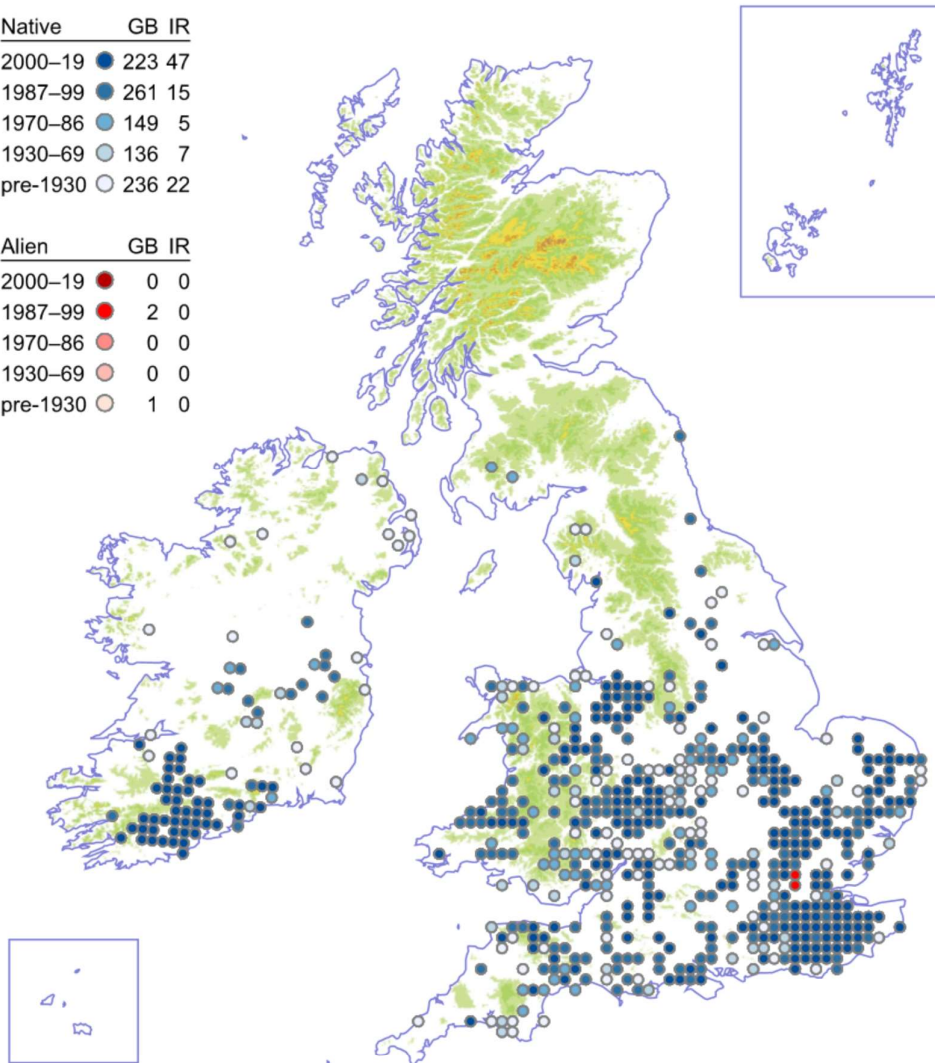 Native GB IR
2000–19 223 47
1987–99 261 15
1970–86 149 5
1930–69 136 7
pre-1930 236 22
Alien GB IR
2000–19 0 0
1987–99 2 0
1970–86 0 0
1930–69 0 0
pre-1930 1 0